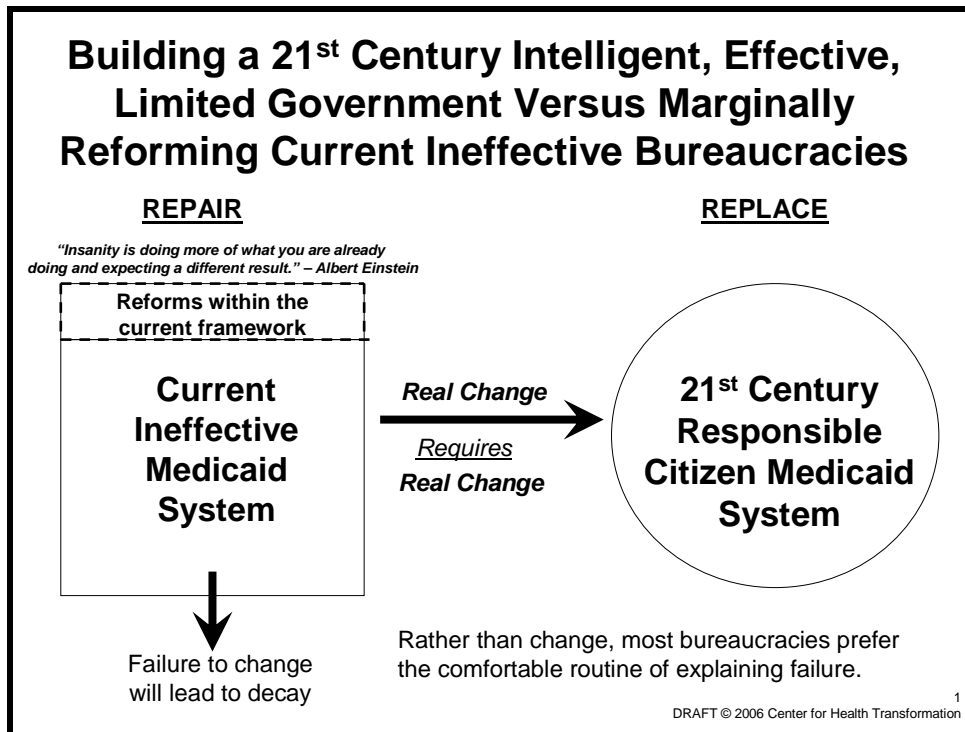 Building a 21st Century Intelligent, Effective,
Limited Government Versus Marginally
Reforming Current Ineffective Bureaucracies
REPAIR
“Insanity is doing more of what you are already
doing and expecting a different result.” – Albert Einstein
Reforms within the
current framework
Current
Ineffective
Medicaid
System
Failure to change
will lead to decay
Real Change
Requires
Real Change
REPLACE
21st Century
Responsible
Citizen Medicaid
System
Rather than change, most bureaucracies prefer
the comfortable routine of explaining failure.
1
DRAFT © 2006 Center for Health Transformation